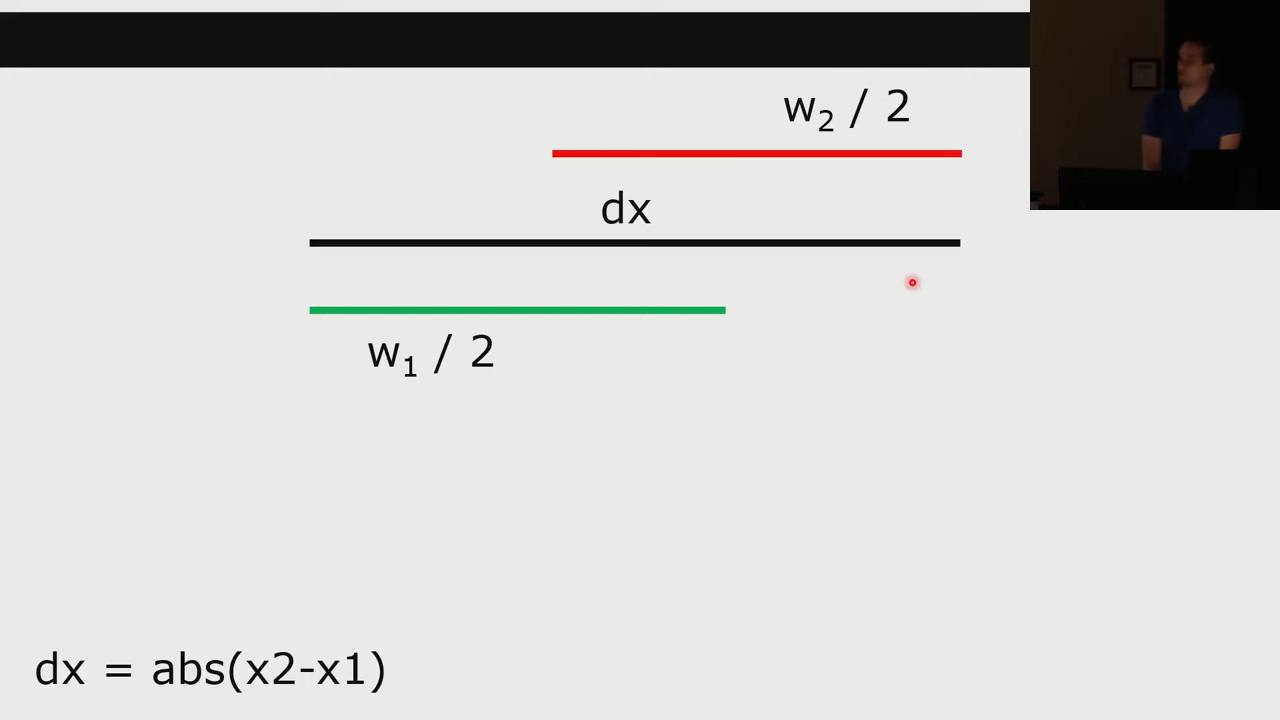 w₂ / 2
dx
w₁ / 2
dx = abs(x2-x1)